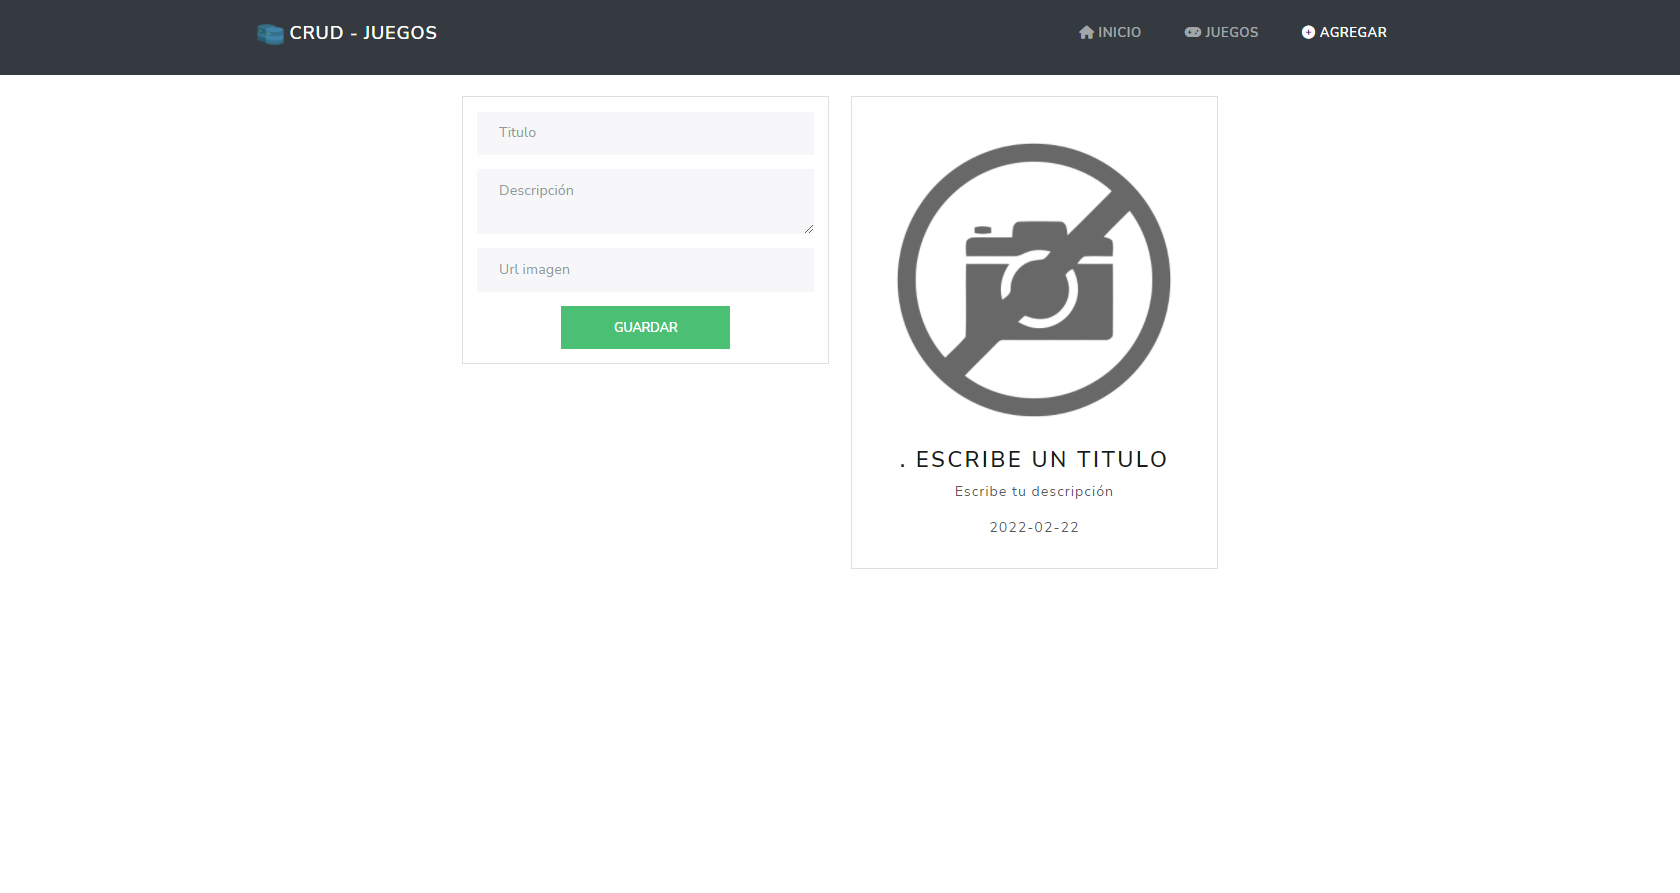 CRUD - JUEGOS
INICIO
JUEGOS
AGREGAR
Titulo
Descripción
Url imagen
GUARDAR
. ESCRIBE UN TITULO
Escribe tu descripción
2022-02-22